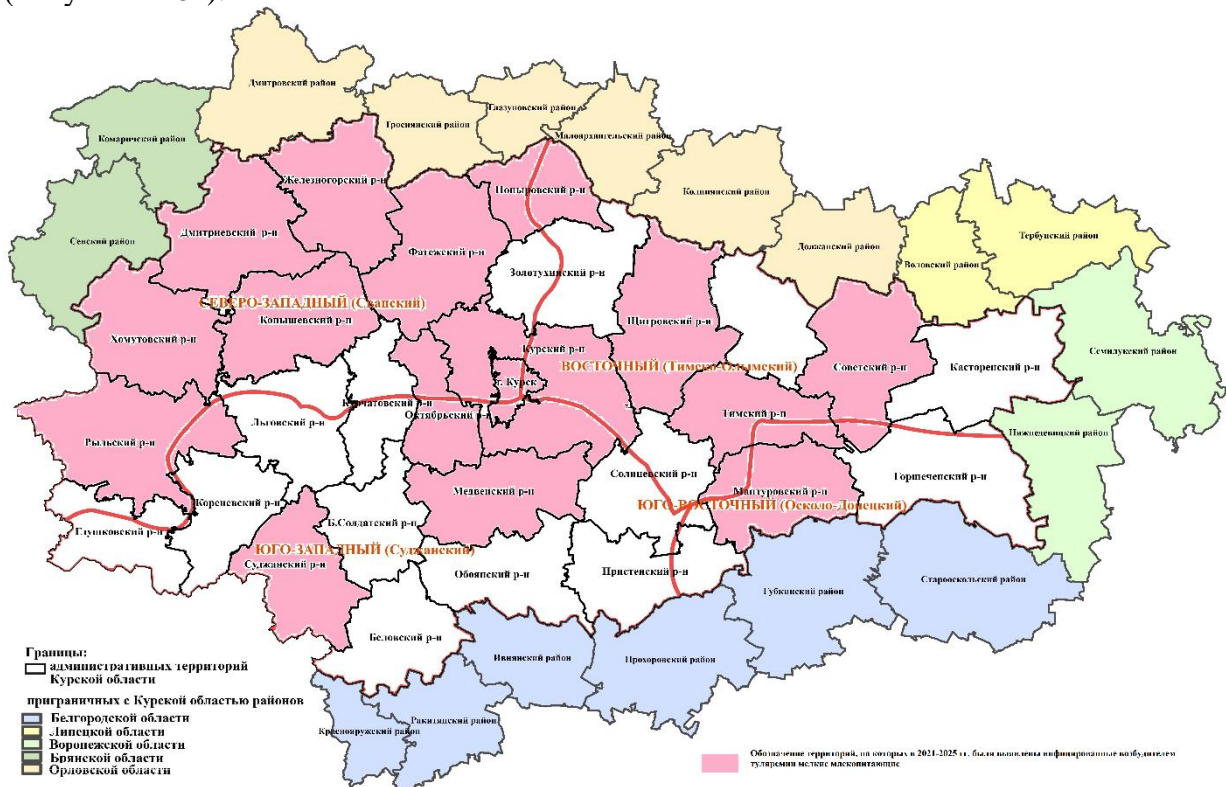 Дмитровский район
Комаричский район
Троснянский район
Глазуновский район
Малоархангельский район
Железногорский р-н
Поныровский р-н
Колпнянский район
Севский район
Дмитриевский р-н
Фатежский р-н
Должанский район
Воловский район
Тербунский район
Золотухинский р-н
СЕВЕРО-ЗАПАДНЫЙ (Свапский)
Конышевский р-н
Щигровский р-н
Хомутовский р-н
Курский р-н
ВОСТОЧНЫЙ (Тимско-Олымский)
Советский р-н
Касторенский р-н
Семилукский район
г. Курск
Курчатовский р-н
Октябрьский р-н
Тимский р-н
Льговский р-н
Нижнедевицкий район
Рыльский р-н
Солнцевский р-н
Горшеченский р-н
Медвенский р-н
Мантуровский р-н
Кореневский р-н
ЮГО-ВОСТОЧНЫЙ (Оскольо-Донецкий)
Б.Солдатский р-н
Глушковский р-н
ЮГО-ЗАПАДНЫЙ (Суджанский)
Суджанский р-н
Обоянский р-н
Пристенский р-н
Старооскольский район
Губкинский район
Беловский р-н
Ивнянский район
Прохоровский район
Ракитянский район
Краснояружский район
Границы:
административных территорий
Курской области
приграничных с Курской областью районов
Белгородской области
Липецкой области
Воронежской области
Брянской области
Орловской области
Обозначение территорий, на которых в 2021-2025 гг. были выявлены инфицированные возбудителем
туляремии мелкие млекопитающие